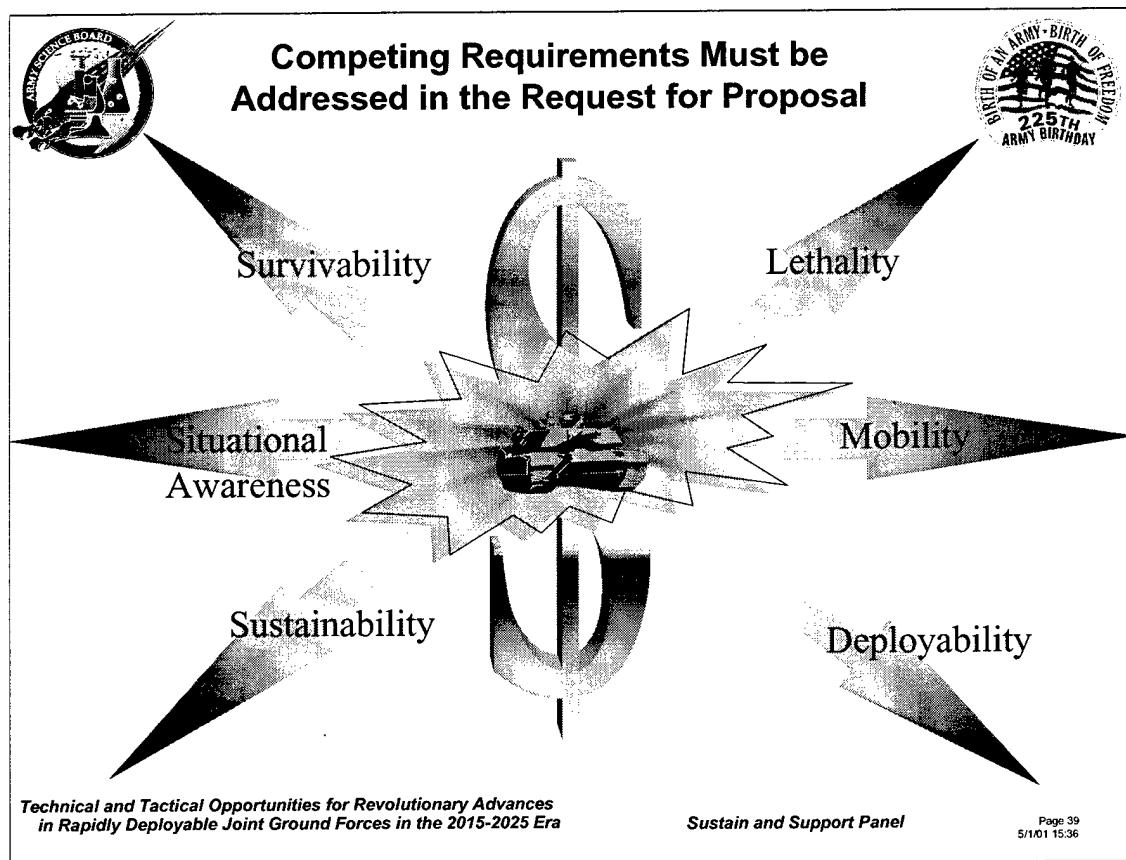 ARMY SCIENCE BOARD
Competing Requirements Must be
Addressed in the Request for Proposal
BIRTH OF AN ARMY · BIRTH OF FREEDOM
225TH
ARMY BIRTHDAY
Survivability
Lethality
Situational
Awareness
Mobility
Sustainability
Deployability
Technical and Tactical Opportunities for Revolutionary Advances
in Rapidly Deployable Joint Ground Forces in the 2015-2025 Era
Sustain and Support Panel
Page 39
5/1/01 15:36